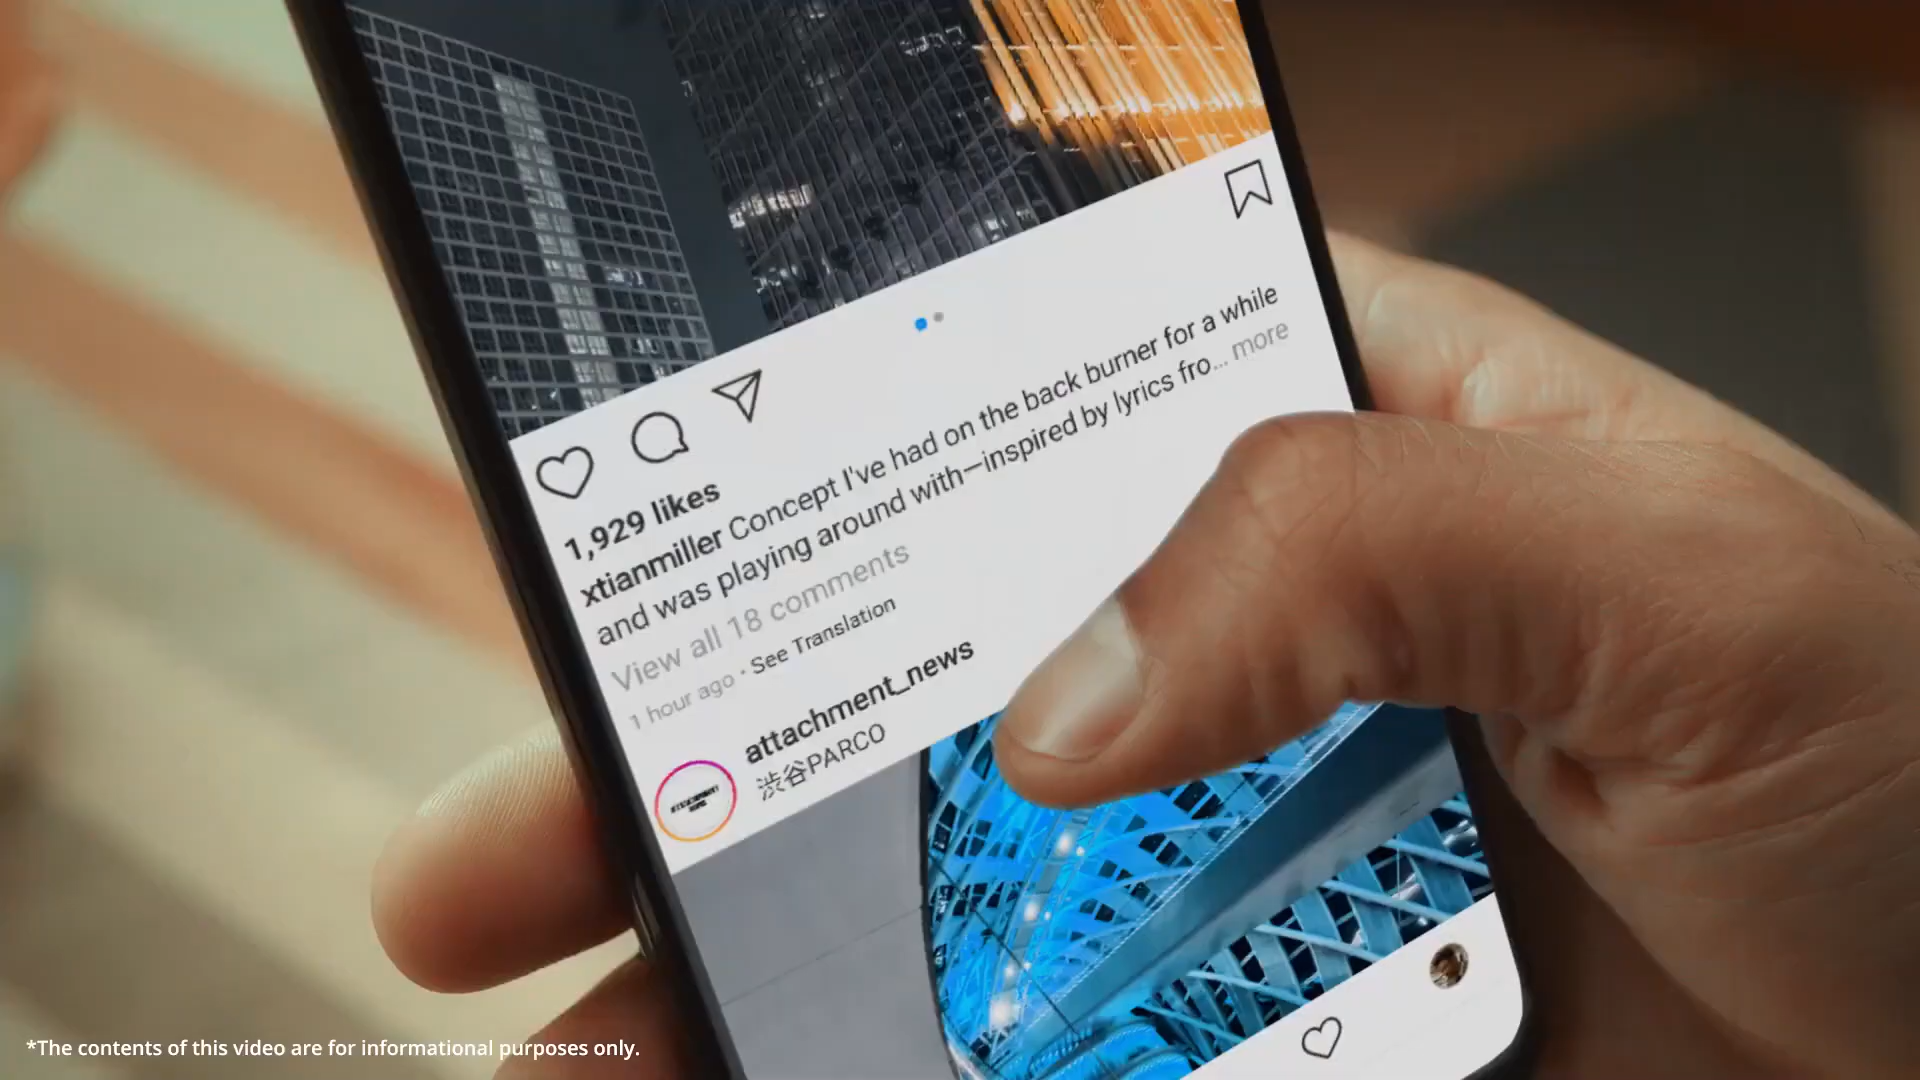 1,929 likes
xtianmiller Concept I've had on the back burner for a while
and was playing around with—inspired by lyrics fro... more
View all 18 comments
1 hour ago · See Translation
attachment_news
渋谷PARCO
*The contents of this video are for informational purposes only.